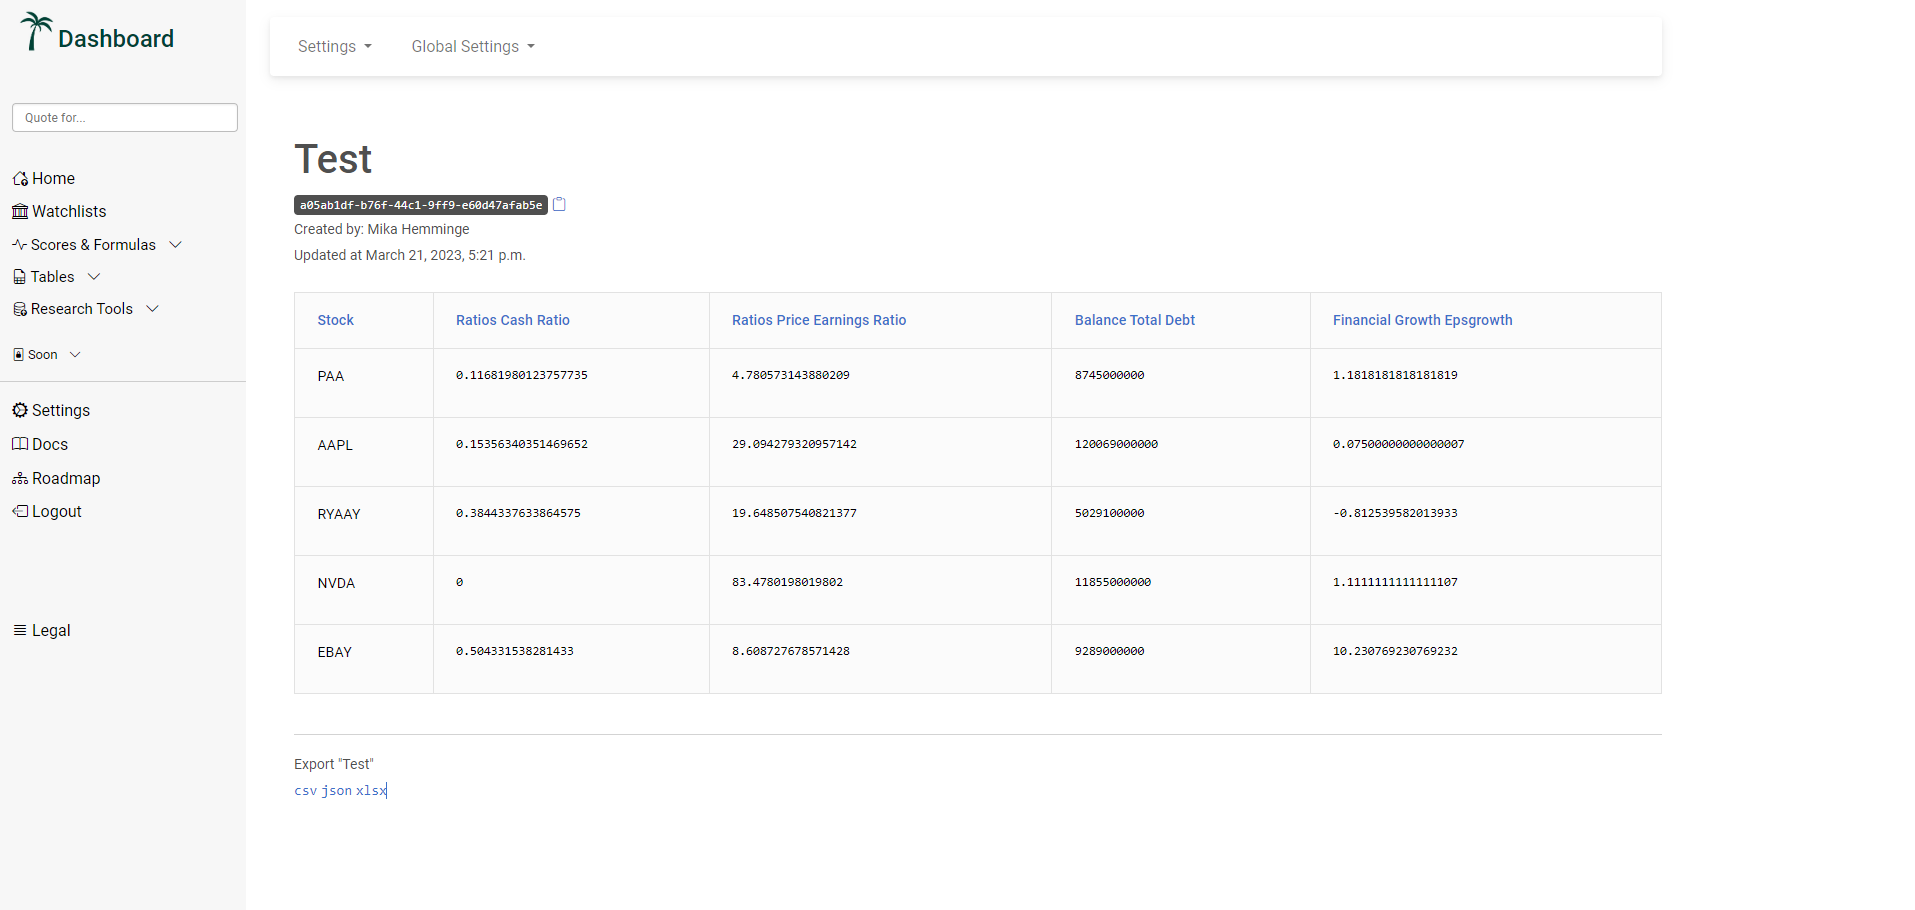 Dashboard
Quote for...
Home
Watchlists
Scores & Formulas
Tables
Research Tools
Soon
Settings
Docs
Roadmap
Logout
Legal
Settings Global Settings
Test
a05ab1df-b76f-44c1-9ff9-e60d47afab5e
Created by: Mika Hemminge
Updated at March 21, 2023, 5:21 p.m.
Stock Ratios Cash Ratio Ratios Price Earnings Ratio Balance Total Debt Financial Growth Epsgrowth
PAA 0.11681980123757735 4.780573143880209 8745000000 1.1818181818181819
AAPL 0.15356340351469652 29.094279320957142 120069000000 0.07500000000000007
RYAAY 0.3844337633864575 19.648507540821377 5029100000 -0.812539582013933
NVDA 0 83.4780198019802 11855000000 1.1111111111111107
EBAY 0.504331538281433 8.608727678571428 9289000000 10.230769230769232
Export "Test"
csv json xlsx